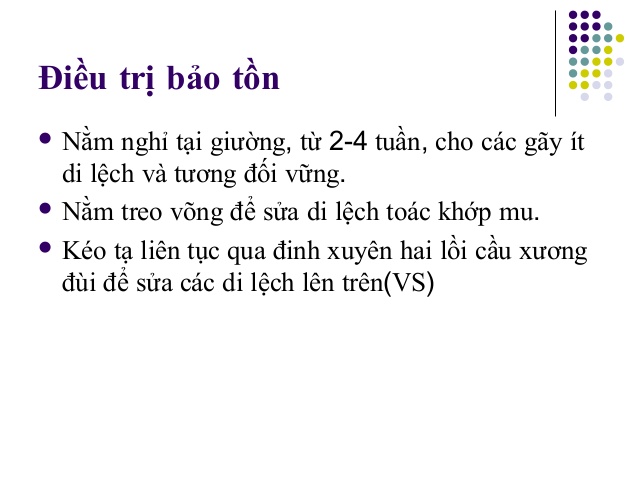 Điều trị bảo tồn
Nằm nghỉ tại giường, từ 2-4 tuần, cho các gãy ít
di lệch và tương đối vững.
Nằm treo võng để sửa di lệch toác khớp mu.
Kéo tạ liên tục qua đinh xuyên hai lồi cầu xương
đùi để sửa các di lệch lên trên(VS)